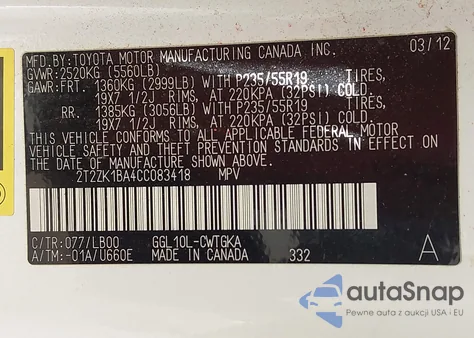 MFD.BY:TOYOTA MOTOR MANUFACTURING CANADA INC. 03/12
GVWR:2520KG (5560LB)
GAWR:FRT. 1360KG (2999LB) WITH P235/55R19 TIRES,
19X7 1/2J RIMS, AT 220KPA (32PSI) COLD.
RR. 1385KG (3056LB) WITH P235/55R19 TIRES,
19X7 1/2J RIMS, AT 220KPA (32PSI) COLD.
THIS VEHICLE CONFORMS TO ALL APPLICABLE FEDERAL MOTOR
VEHICLE SAFETY AND THEFT PREVENTION STANDARDS IN EFFECT ON
THE DATE OF MANUFACTURE SHOWN ABOVE.
2T2ZK1BA4CC083418 MPV
C/TR:077/LB00 GGL10L-CWTGKA A
A/TM:-01A/U660E MADE IN CANADA 332
autoSnap
Pewne auta z aukcji USA i EU